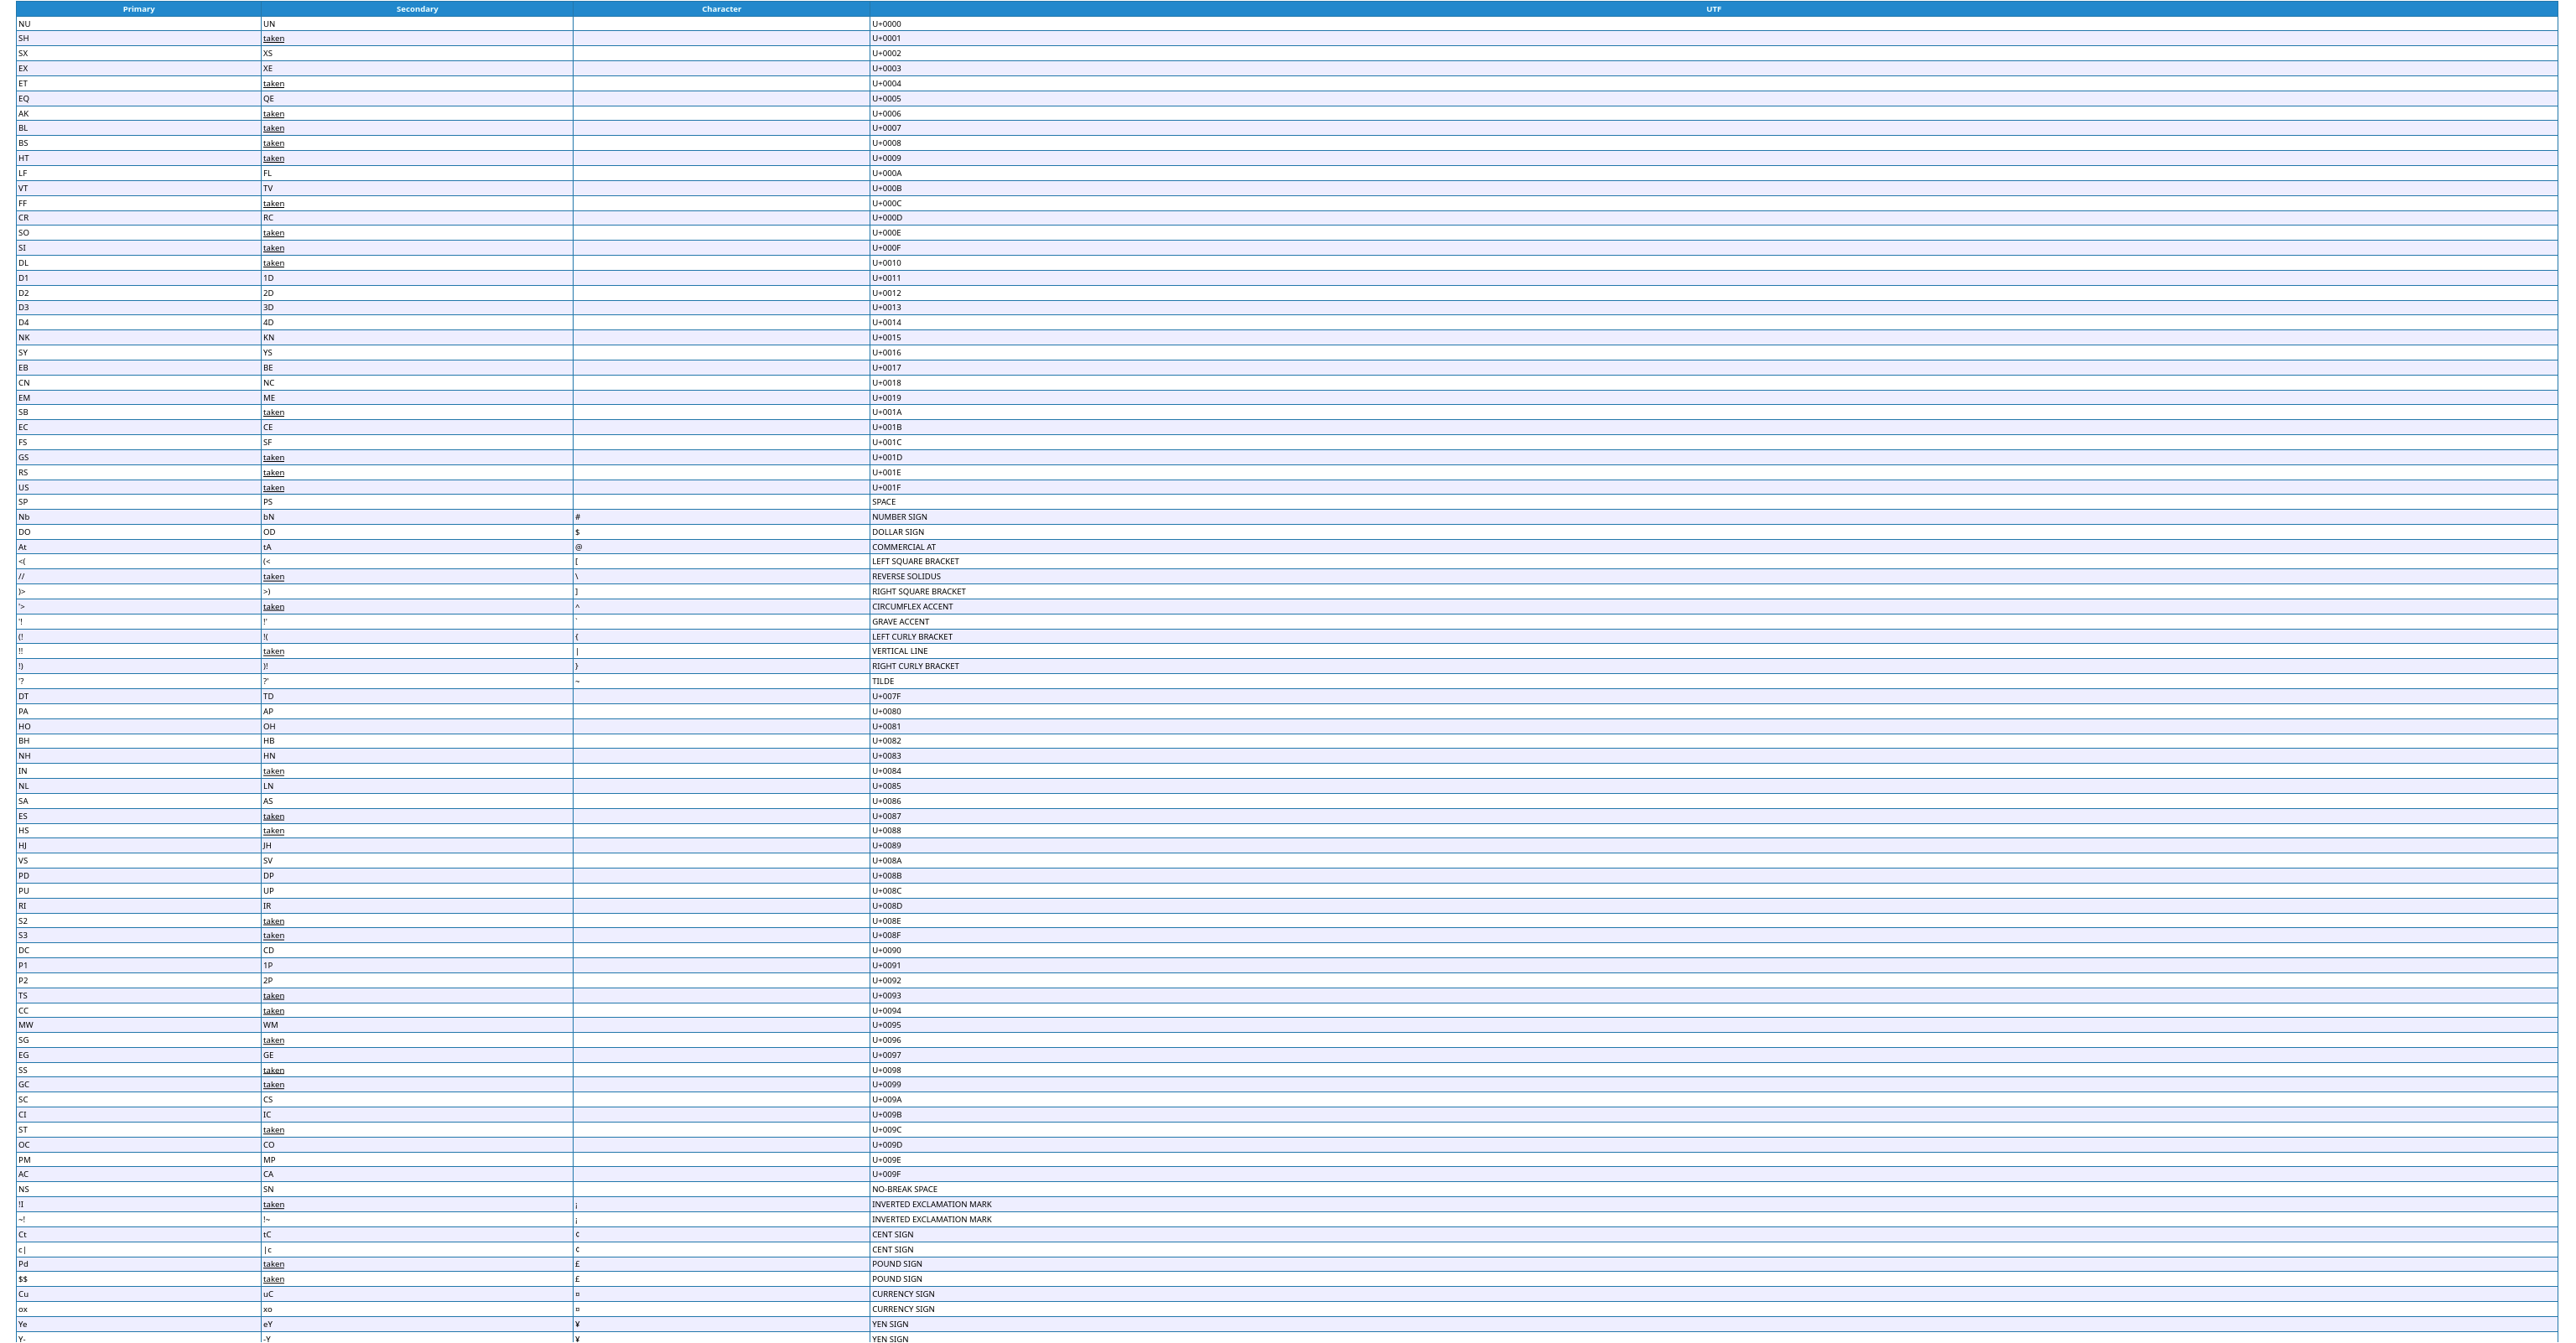 Primary Secondary Character UTF
NU UN U+0000
SH taken U+0001
SX XS U+0002
EX XE U+0003
ET taken U+0004
EQ QE U+0005
AK taken U+0006
BL taken U+0007
BS taken U+0008
HT taken U+0009
LF FL U+000A
VT TV U+000B
FF taken U+000C
CR RC U+000D
SO taken U+000E
SI taken U+000F
DL taken U+0010
D1 1D U+0011
D2 2D U+0012
D3 3D U+0013
D4 4D U+0014
NK KN U+0015
SY YS U+0016
EB BE U+0017
CN NC U+0018
EM ME U+0019
SB taken U+001A
EC CE U+001B
FS SF U+001C
GS taken U+001D
RS taken U+001E
US taken U+001F
SP PS SPACE
Nb bN # NUMBER SIGN
DO OD $ DOLLAR SIGN
At tA @ COMMERCIAL AT
<( (< [ LEFT SQUARE BRACKET
// taken \ REVERSE SOLIDUS
)> >) ] RIGHT SQUARE BRACKET
'> taken ^ CIRCUMFLEX ACCENT
'! !' ` GRAVE ACCENT
(! !( { LEFT CURLY BRACKET
!! taken | VERTICAL LINE
!) )! } RIGHT CURLY BRACKET
'? ?' ~ TILDE
DT TD U+007F
PA AP U+0080
HO OH U+0081
BH HB U+0082
NH HN U+0083
IN taken U+0084
NL LN U+0085
SA AS U+0086
ES taken U+0087
HS taken U+0088
HJ JH U+0089
VS SV U+008A
PD DP U+008B
PU UP U+008C
RI IR U+008D
S2 taken U+008E
S3 taken U+008F
DC CD U+0090
P1 1P U+0091
P2 2P U+0092
TS taken U+0093
CC taken U+0094
MW WM U+0095
SG taken U+0096
EG GE U+0097
SS taken U+0098
GC taken U+0099
SC CS U+009A
CI IC U+009B
ST taken U+009C
OC CO U+009D
PM MP U+009E
AC CA U+009F
NS SN NO-BREAK SPACE
!I taken ¡ INVERTED EXCLAMATION MARK
~! !~ ¡ INVERTED EXCLAMATION MARK
Ct tC ¢ CENT SIGN
c| |c ¢ CENT SIGN
Pd taken £ POUND SIGN
$$ taken £ POUND SIGN
Cu uC ¤ CURRENCY SIGN
ox xo ¤ CURRENCY SIGN
Ye eY ¥ YEN SIGN
Y- -Y ¥ YEN SIGN